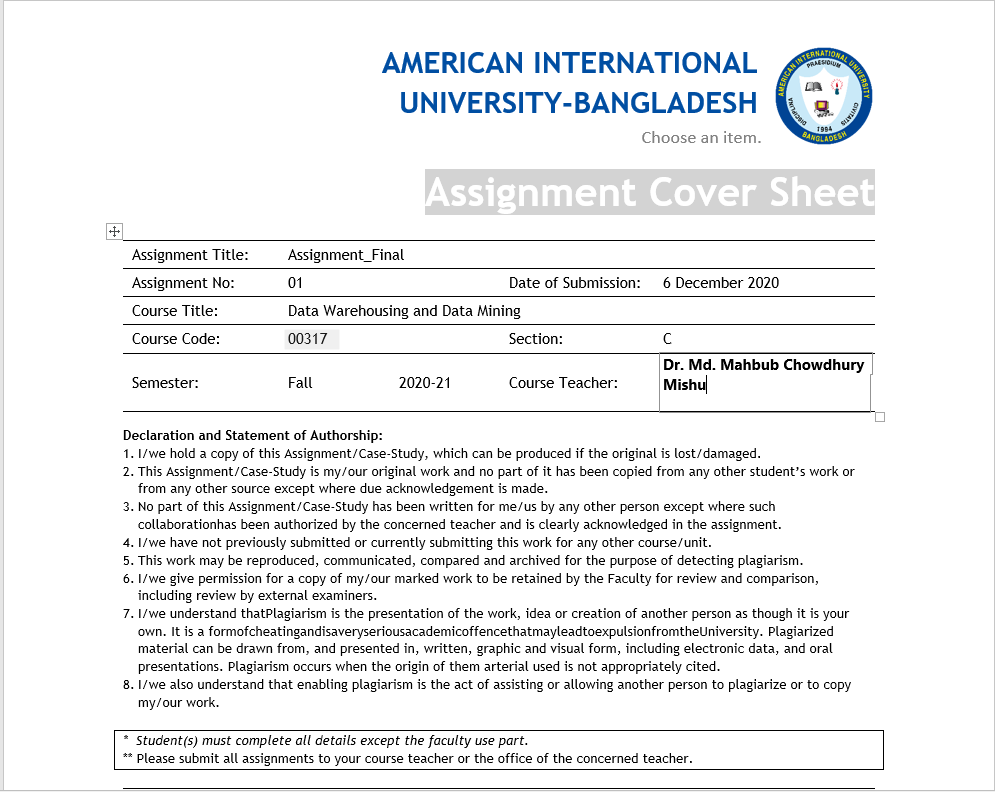 AMERICAN INTERNATIONAL
UNIVERSITY-BANGLADESH
AMERICAN INTERNATIONAL UNIVERSITY
PRAESIDIUM
DISCIPLINA
CIVITATIS
1994
BANGLADESH
Choose an item.
Assignment Cover Sheet
Assignment Title: Assignment_Final
Assignment No: 01 Date of Submission: 6 December 2020
Course Title: Data Warehousing and Data Mining
Course Code: 00317 Section: C
Semester: Fall 2020-21 Course Teacher: Dr. Md. Mahbub Chowdhury
Mishu
Declaration and Statement of Authorship:
1. I/we hold a copy of this Assignment/Case-Study, which can be produced if the original is lost/damaged.
2. This Assignment/Case-Study is my/our original work and no part of it has been copied from any other student’s work or
from any other source except where due acknowledgement is made.
3. No part of this Assignment/Case-Study has been written for me/us by any other person except where such
collaborationhas been authorized by the concerned teacher and is clearly acknowledged in the assignment.
4. I/we have not previously submitted or currently submitting this work for any other course/unit.
5. This work may be reproduced, communicated, compared and archived for the purpose of detecting plagiarism.
6. I/we give permission for a copy of my/our marked work to be retained by the Faculty for review and comparison,
including review by external examiners.
7. I/we understand thatPlagiarism is the presentation of the work, idea or creation of another person as though it is your
own. It is a formofcheatingandisaveryseriousacademicoffencethatmayleadtoexpulsionfromtheUniversity. Plagiarized
material can be drawn from, and presented in, written, graphic and visual form, including electronic data, and oral
presentations. Plagiarism occurs when the origin of them arterial used is not appropriately cited.
8. I/we also understand that enabling plagiarism is the act of assisting or allowing another person to plagiarize or to copy
my/our work.
* Student(s) must complete all details except the faculty use part.
** Please submit all assignments to your course teacher or the office of the concerned teacher.